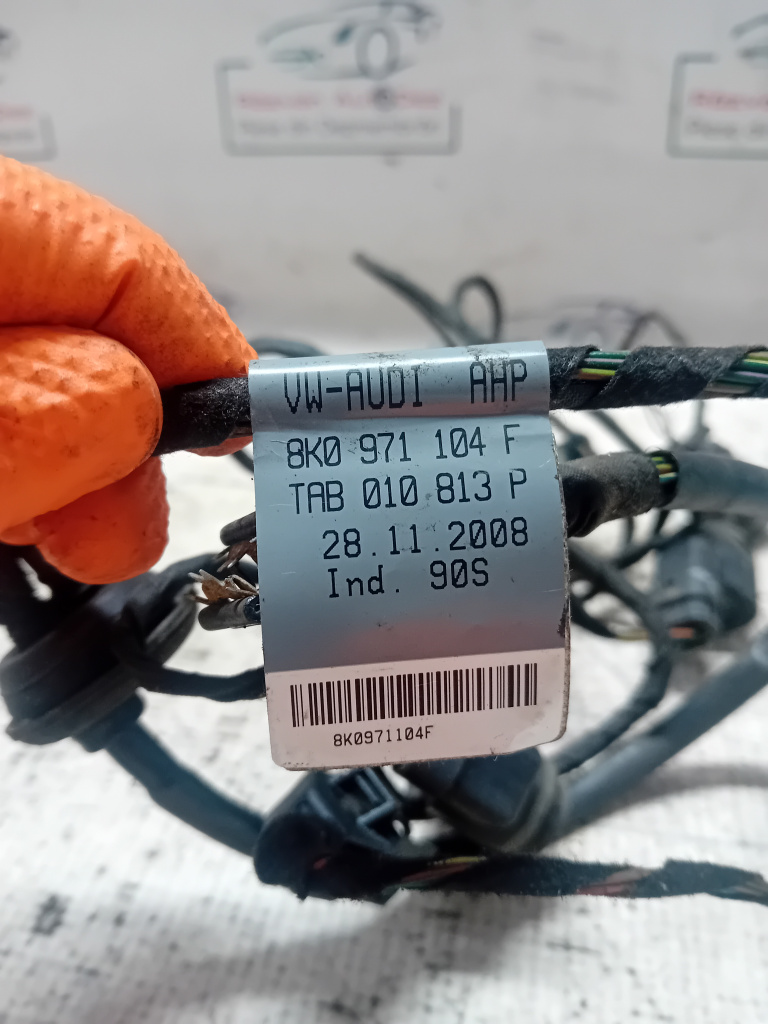 VW-AUDI AHP
8K0 971 104 F
TAB 010 813 P
28.11.2008
Ind. 90S
8K0971104F